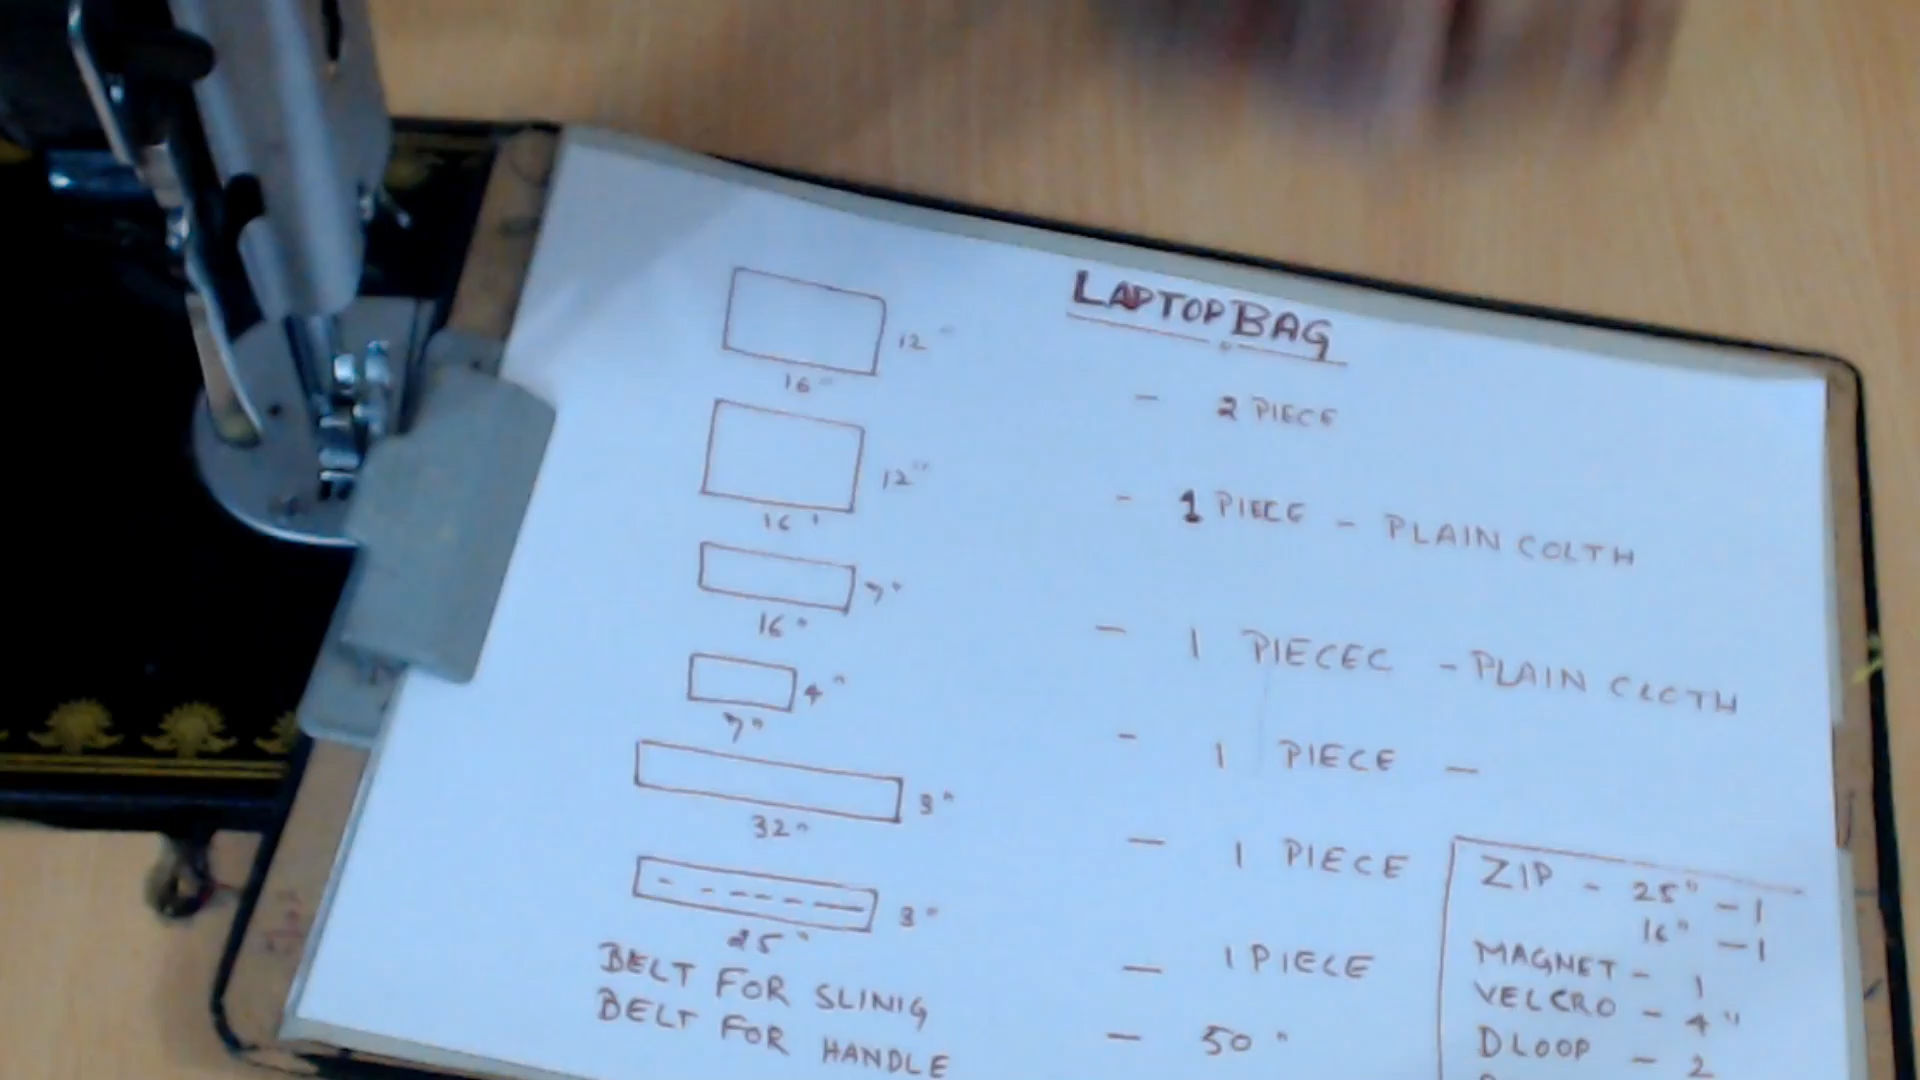 LAPTOP BAG
12"
16"
- 2 PIECE
12"
16"
- 1 PIECE - PLAIN COLTH
7"
16"
- 1 PIECEC - PLAIN CLCTH
4"
7"
- 1 PIECE -
3"
32"
- 1 PIECE
3"
25"
- 1 PIECE
BELT FOR SLINIG - 50"
BELT FOR HANDLE
ZIP - 25" - 1
16" - 1
MAGNET - 1
VELCRO - 4"
DLOOP - 2